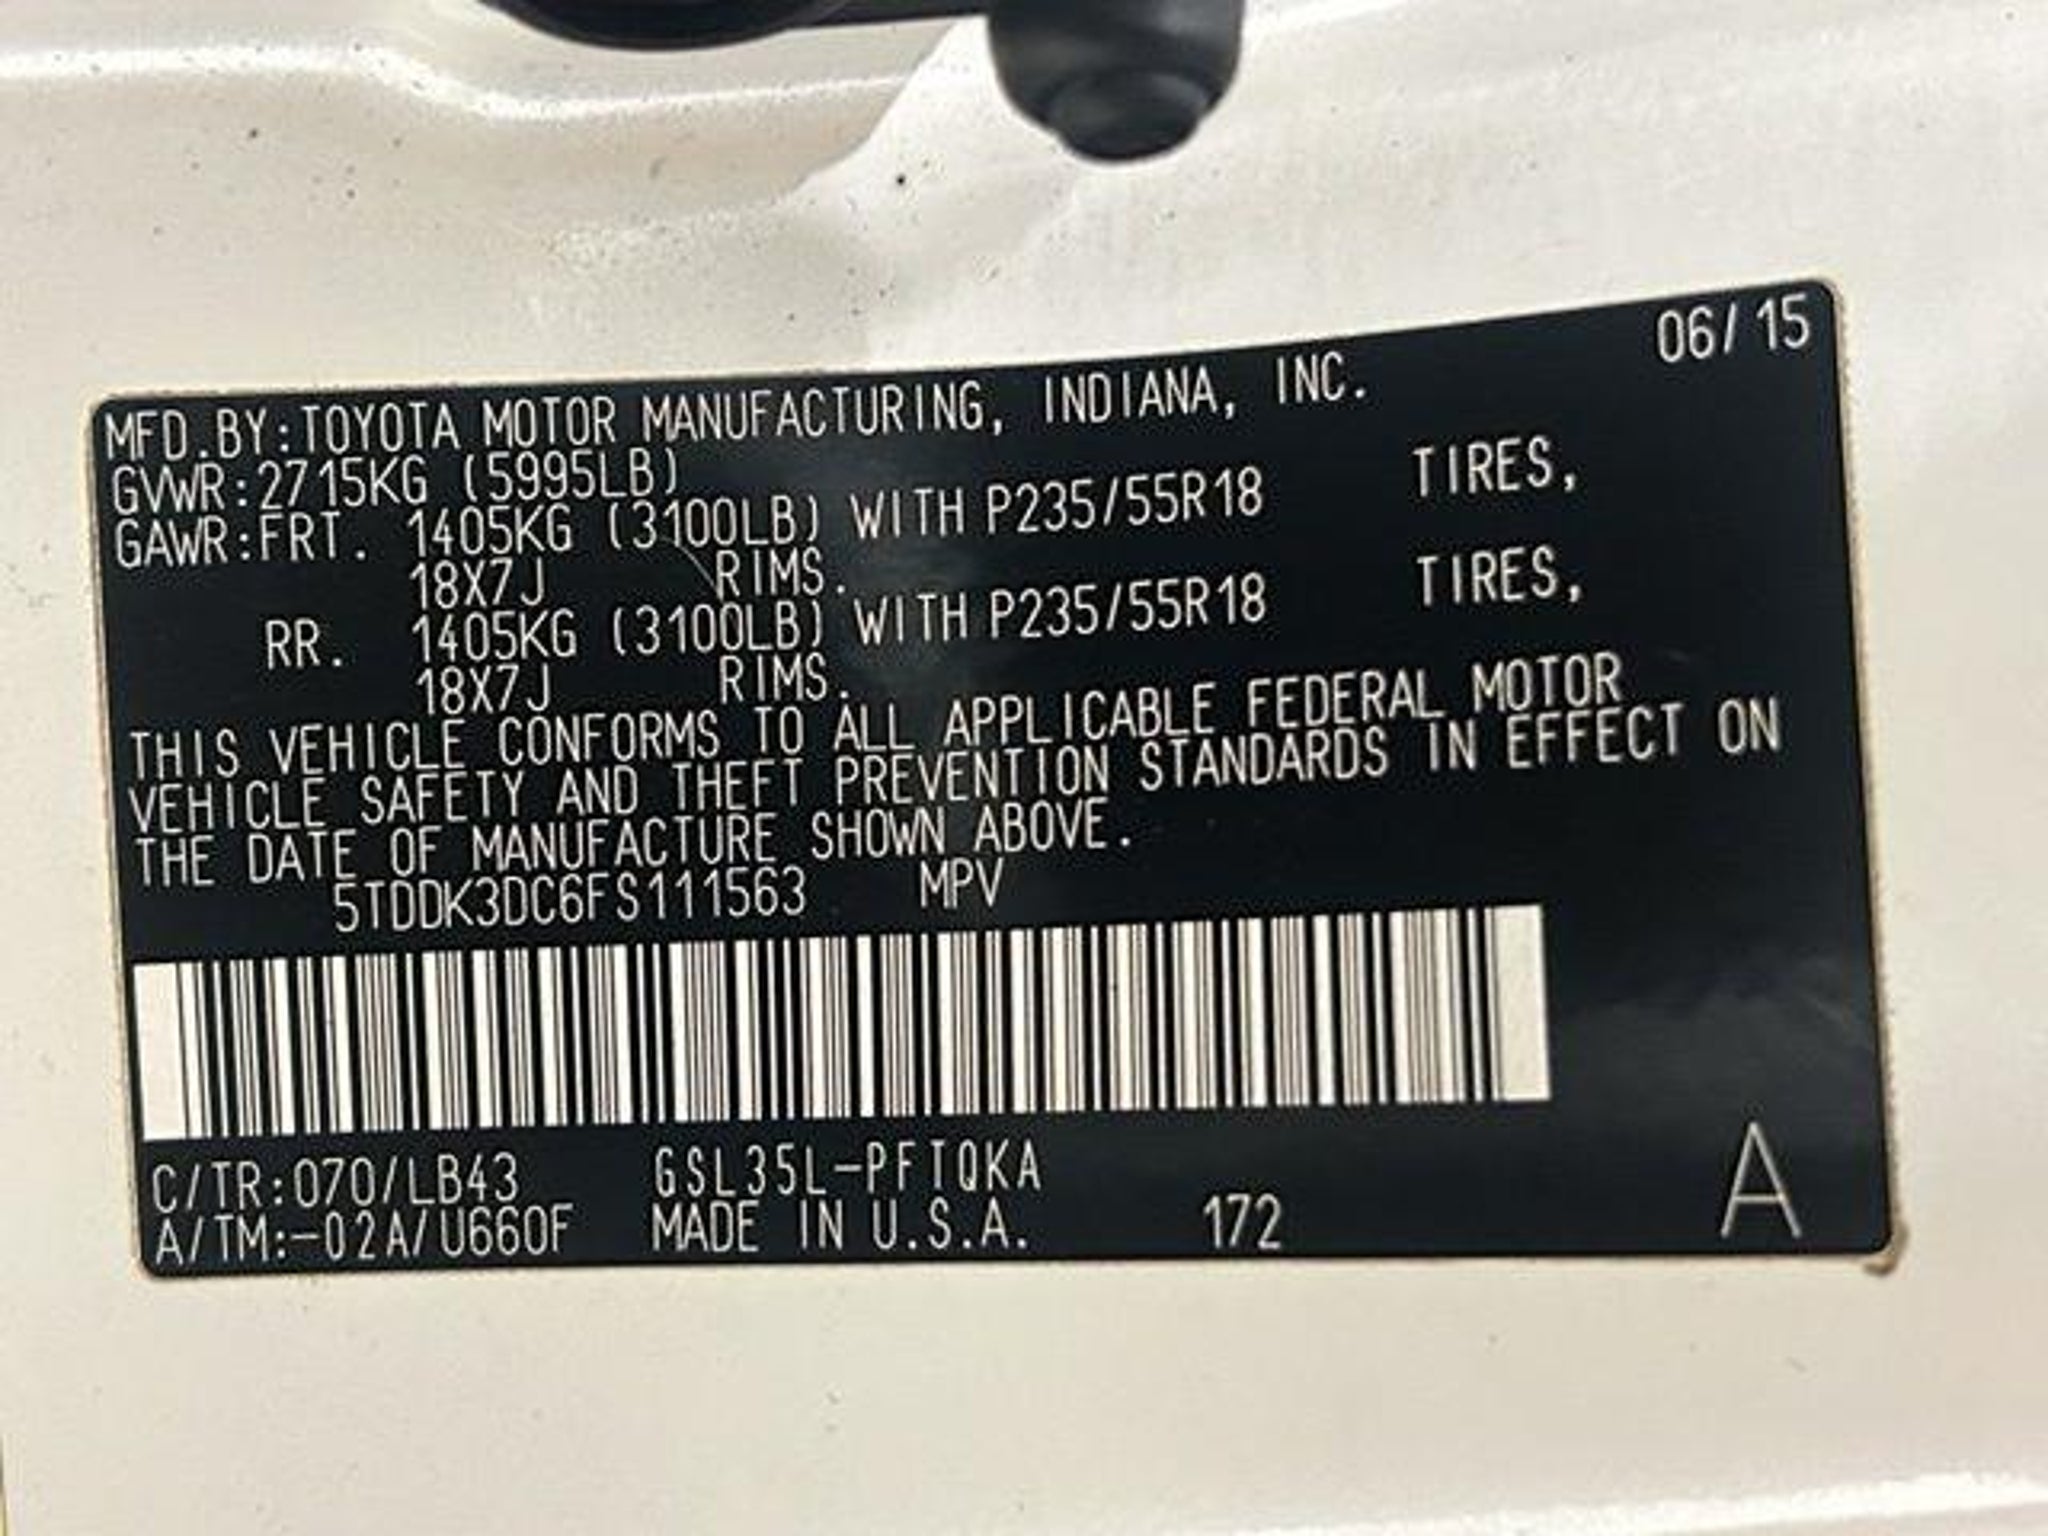 06/15
MFD.BY:TOYOTA MOTOR MANUFACTURING, INDIANA, INC.
GVWR:2715KG (5995LB)
GAWR:FRT. 1405KG (3100LB) WITH P235/55R18 TIRES,
18X7J RIMS.
RR. 1405KG (3100LB) WITH P235/55R18 TIRES,
18X7J RIMS.
THIS VEHICLE CONFORMS TO ALL APPLICABLE FEDERAL MOTOR
VEHICLE SAFETY AND THEFT PREVENTION STANDARDS IN EFFECT ON
THE DATE OF MANUFACTURE SHOWN ABOVE.
5TDDK3DC6FS111563 MPV
C/TR:070/LB43 GSL35L-PFTQKA
A/TM:-02A/U660F MADE IN U.S.A. 172 A